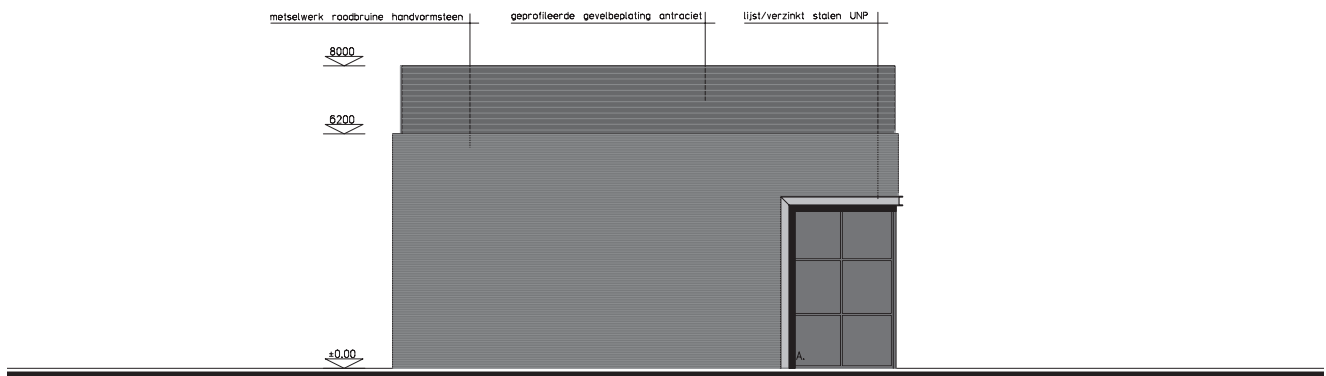 metselwerk roodbruine handvormsteen
geprofileerde gevelbeplating antraciet
lijst/verzinkt stalen UNP
8000
6200
±0.00
A.